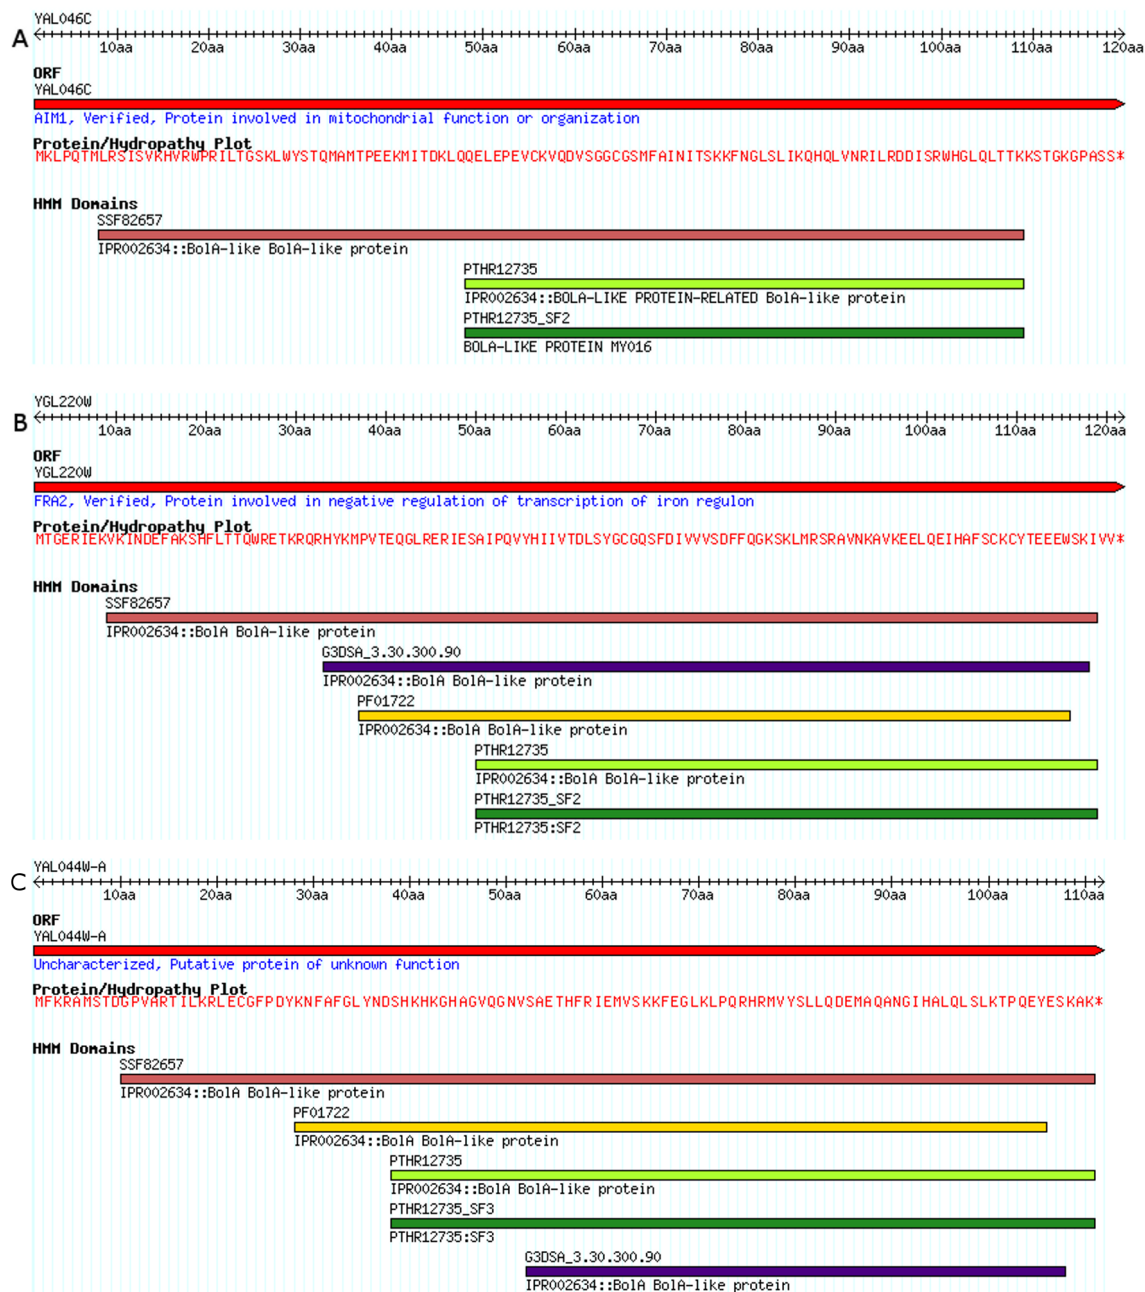 A
YAL046C
10aa 20aa 30aa 40aa 50aa 60aa 70aa 80aa 90aa 100aa 110aa 120aa
ORF
YAL046C
AIM1, Verified, Protein involved in mitochondrial function or organization
Protein/Hydropathy Plot
MKLPQTMLRSISVKHVRWPRILTGSKLWYSTQMAMTPEEKMITDKLQQELEPEVCKVQDVSGGCGSMFAINITSKKFNGLSLIKQHQLVNRILRDDISRWHGLQLTTKKSTGKGPASS*
HMM Domains
SSF82657
IPR002634::BolA-like BolA-like protein
PTHR12735
IPR002634::BOLA-LIKE PROTEIN-RELATED BolA-like protein
PTHR12735_SF2
BOLA-LIKE PROTEIN MY016
B
YGL220W
10aa 20aa 30aa 40aa 50aa 60aa 70aa 80aa 90aa 100aa 110aa 120aa
ORF
YGL220W
FRA2, Verified, Protein involved in negative regulation of transcription of iron regulon
Protein/Hydropathy Plot
MTGERIEKVKINDEFAKSHFLTTQWRETKRQRHYKMPVTEQGLRERIESAIPQVYHIIVTDLSYGCGQSFDIVVVSDFFQGKSKLMRSRAVNKAVKEELQEIHAFSCKCYTEEEWSKIVV*
HMM Domains
SSF82657
IPR002634::BolA BolA-like protein
G3DSA_3.30.300.90
IPR002634::BolA BolA-like protein
PF01722
IPR002634::BolA BolA-like protein
PTHR12735
IPR002634::BolA BolA-like protein
PTHR12735_SF2
PTHR12735:SF2
C
YAL044W-A
10aa 20aa 30aa 40aa 50aa 60aa 70aa 80aa 90aa 100aa 110aa
ORF
YAL044W-A
Uncharacterized, Putative protein of unknown function
Protein/Hydropathy Plot
MFKRAMSTDGPVARTILKRLECGFPDYKNFAFGLYNDSHKHKGHAGVQGNVSAETHFRIEMVSKKFEGLKLPQRHRMVYSLLQDEMAQANGIHALQLSLKTPQEYESKAK*
HMM Domains
SSF82657
IPR002634::BolA BolA-like protein
PF01722
IPR002634::BolA BolA-like protein
PTHR12735
IPR002634::BolA BolA-like protein
PTHR12735_SF3
PTHR12735:SF3
G3DSA_3.30.300.90
IPR002634::BolA BolA-like protein